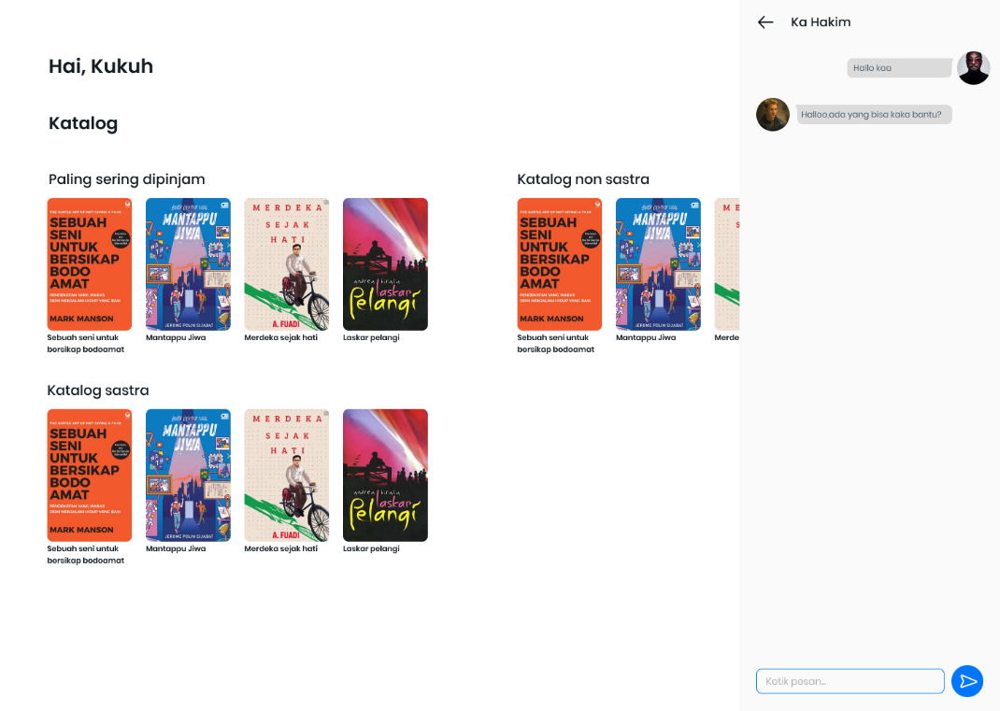 Ka Hakim
Hai, Kukuh
Hallo kaa
Halloo,ada yang bisa kaka bantu?
Katalog
Paling sering dipinjam
Katalog non sastra
THE SUBTLE ART OF NOT GIVING A F*CK
SEBUAH
SENI
UNTUK
BERSIKAP
BODO
AMAT
PENDEKATAN YANG WARAS
DEMI MENJALANI HIDUP YANG BAIK
MARK MANSON
MANTAPPU
JIWA
JEROME POLIN SIJABAT
MERDEKA
SEJAK
HATI
A. FUADI
andrea hirata
laskar
pelangi
THE SUBTLE ART OF NOT GIVING A F*CK
SEBUAH
SENI
UNTUK
BERSIKAP
BODO
AMAT
PENDEKATAN YANG WARAS
DEMI MENJALANI HIDUP YANG BAIK
MARK MANSON
MANTAPPU
JIWA
JEROME POLIN SIJABAT
M E
S
Sebuah seni untuk
bersikap bodoamat
Mantappu Jiwa
Merdeka sejak hati
Laskar pelangi
Sebuah seni untuk
bersikap bodoamat
Mantappu Jiwa
Merde
Katalog sastra
THE SUBTLE ART OF NOT GIVING A F*CK
SEBUAH
SENI
UNTUK
BERSIKAP
BODO
AMAT
PENDEKATAN YANG WARAS
DEMI MENJALANI HIDUP YANG BAIK
MARK MANSON
MANTAPPU
JIWA
JEROME POLIN SIJABAT
MERDEKA
SEJAK
HATI
A. FUADI
andrea hirata
laskar
pelangi
Sebuah seni untuk
bersikap bodoamat
Mantappu Jiwa
Merdeka sejak hati
Laskar pelangi
Ketik pesan...